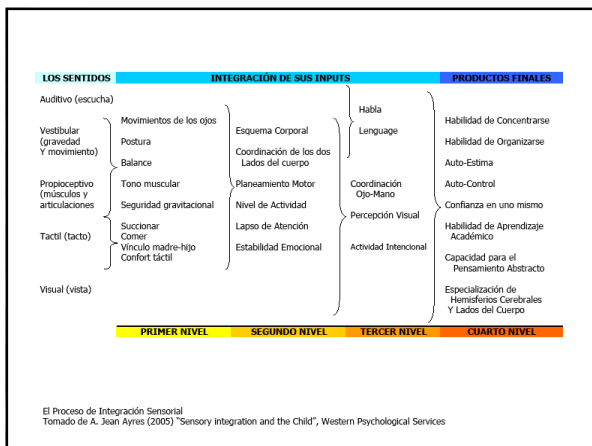 LOS SENTIDOS
INTEGRACIÓN DE SUS INPUTS
PRODUCTOS FINALES
Auditivo (escucha)
Vestibular
(gravedad
Y movimiento)
Propioceptivo
(músculos y
articulaciones
Tactil (tacto)
Visual (vista)
Movimientos de los ojos
Postura
Balance
Tono muscular
Seguridad gravitacional
Succionar
Comer
Vínculo madre-hijo
Confort táctil
Esquema Corporal
Coordinación de los dos
Lados del cuerpo
Planeamiento Motor
Nivel de Actividad
Lapso de Atención
Estabilidad Emocional
Habla
Lenguage
Coordinación
Ojo-Mano
Percepción Visual
Actividad Intencional
Habilidad de Concentrarse
Habilidad de Organizarse
Auto-Estima
Auto-Control
Confianza en uno mismo
Habilidad de Aprendizaje
Académico
Capacidad para el
Pensamiento Abstracto
Especialización de
Hemisferios Cerebrales
Y Lados del Cuerpo
PRIMER NIVEL
SEGUNDO NIVEL
TERCER NIVEL
CUARTO NIVEL
El Proceso de Integración Sensorial
Tomado de A. Jean Ayres (2005) “Sensory integration and the Child”, Western Psychological Services